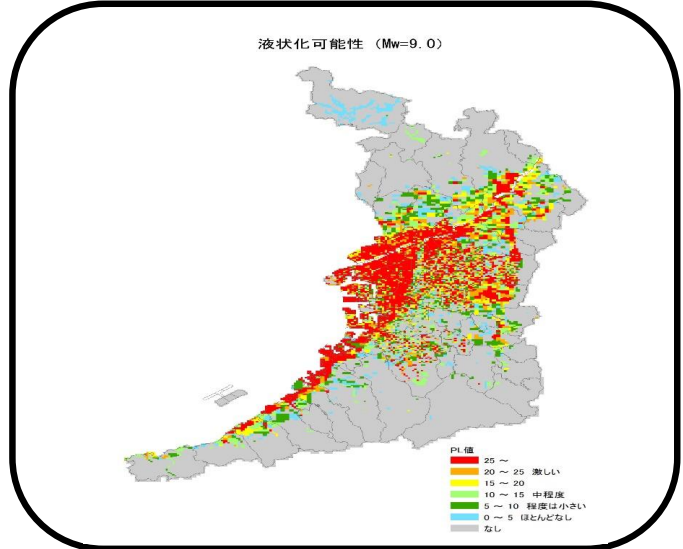 液状化可能性 (Mw=9.0)
PL値
25 ～
20 ～ 25 激しい
15 ～ 20
10 ～ 15 中程度
5 ～ 10 程度は小さい
0 ～ 5 ほとんどなし
なし